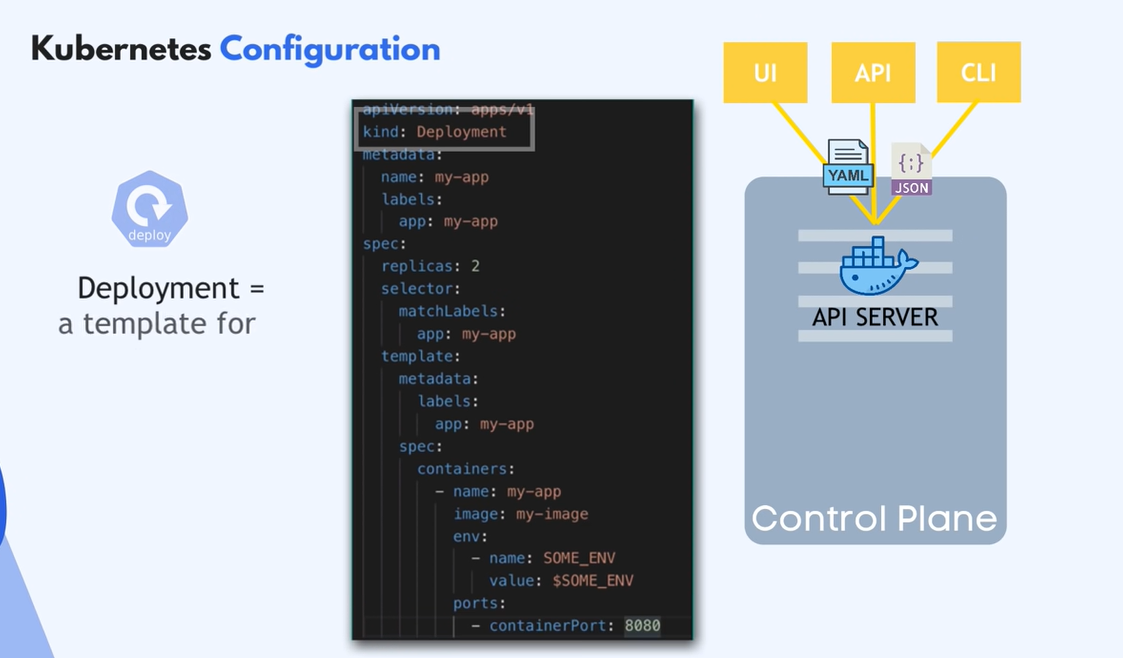 Kubernetes Configuration
deploy
Deployment =
a template for
apiVersion: apps/v1
kind: Deployment
metadata:
name: my-app
labels:
app: my-app
spec:
replicas: 2
selector:
matchLabels:
app: my-app
template:
metadata:
labels:
app: my-app
spec:
containers:
- name: my-app
image: my-image
env:
- name: SOME_ENV
value: $SOME_ENV
ports:
- containerPort: 8080
UI
API
CLI
YAML
{;}
JSON
API SERVER
Control Plane